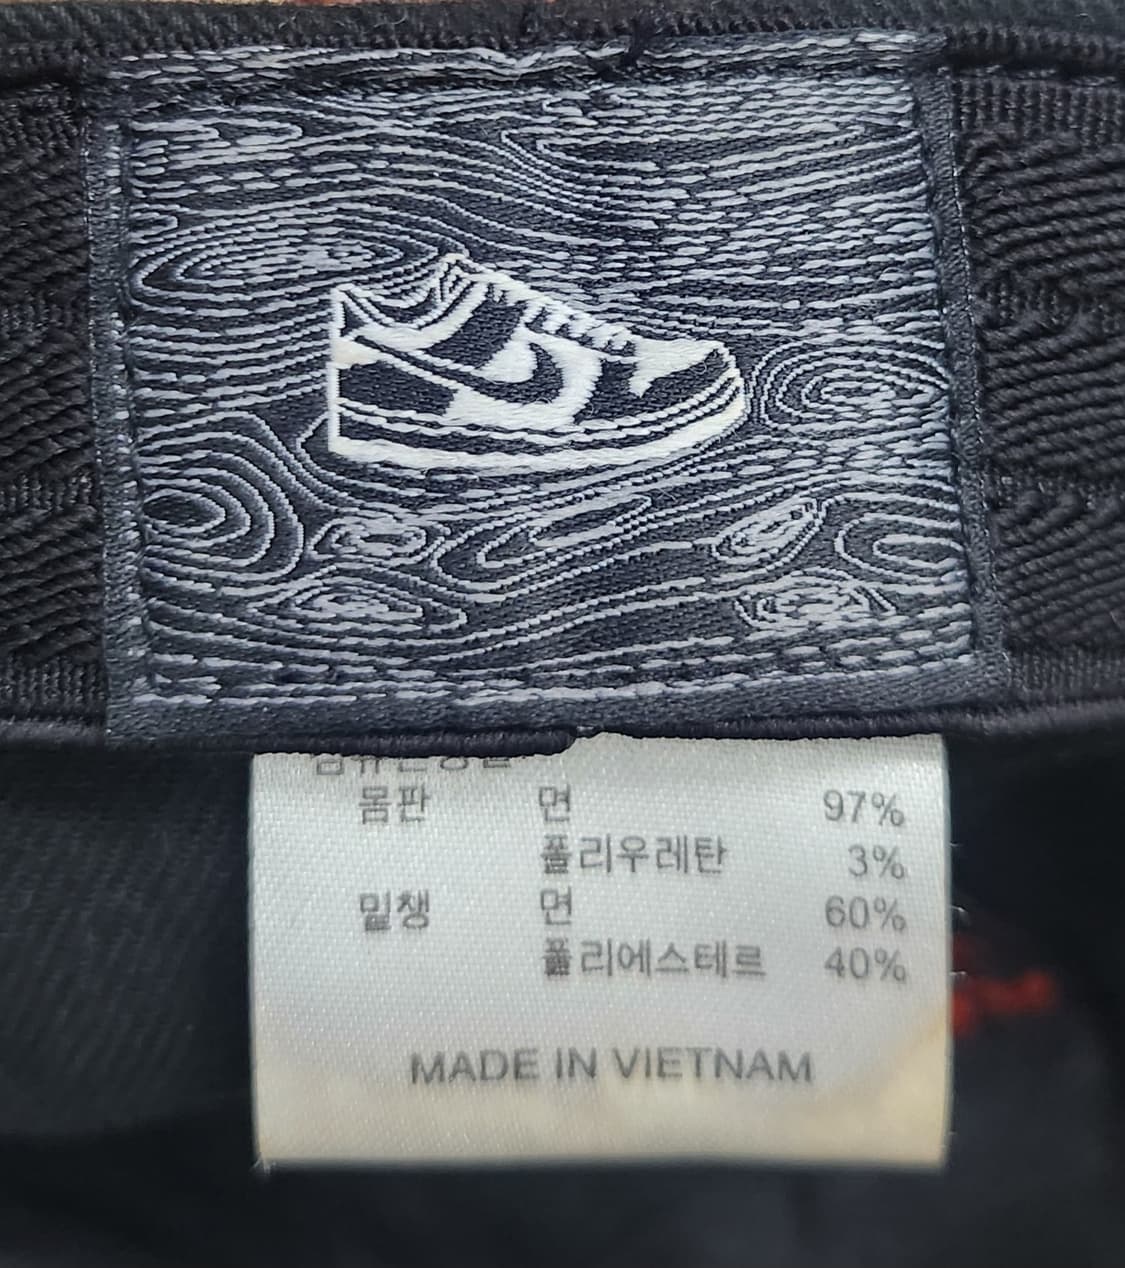 몸판 면 97%
폴리우레탄 3%
밑챙 면 60%
폴리에스테르 40%
MADE IN VIETNAM